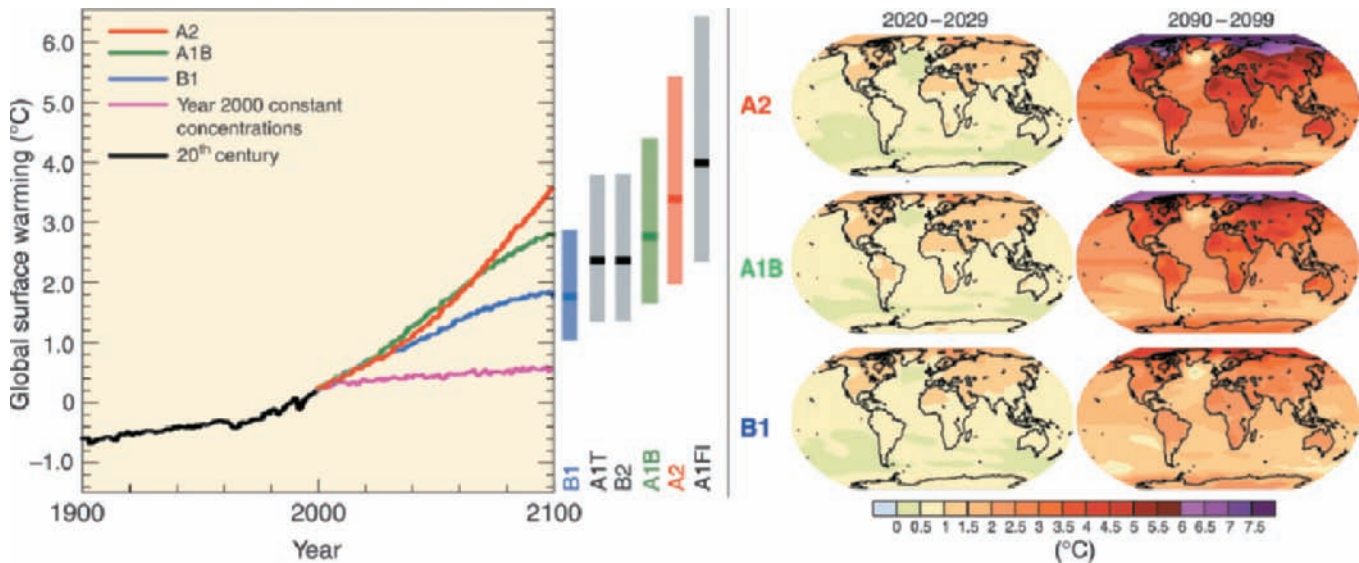 6.0
5.0
4.0
3.0
2.0
1.0
0
–1.0
Global surface warming (°C)
A2
A1B
B1
Year 2000 constant
concentrations
20th century
1900
2000
2100
Year
B1
A1T
B2
A1B
A2
A1FI
2020–2029
2090–2099
A2
A1B
B1
0 0.5 1 1.5 2 2.5 3 3.5 4 4.5 5 5.5 6 6.5 7 7.5
(°C)